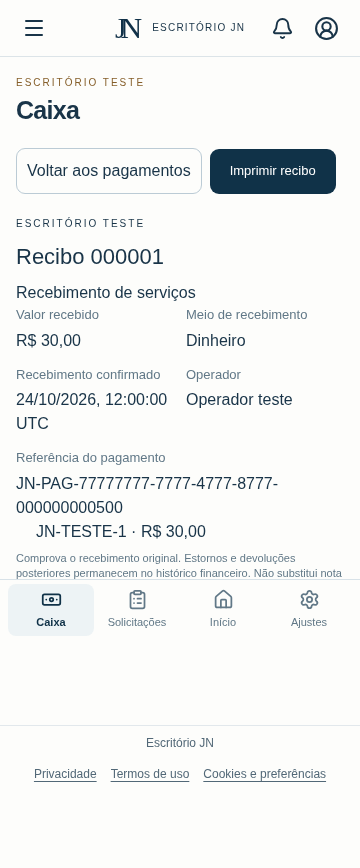 JN ESCRITÓRIO JN
ESCRITÓRIO TESTE
Caixa
Voltar aos pagamentos
Imprimir recibo
ESCRITÓRIO TESTE
Recibo 000001
Recebimento de serviços
Valor recebido
R$ 30,00
Meio de recebimento
Dinheiro
Recebimento confirmado
24/10/2026, 12:00:00
UTC
Operador
Operador teste
Referência do pagamento
JN-PAG-77777777-7777-4777-8777-
000000000500
JN-TESTE-1 · R$ 30,00
Comprova o recebimento original. Estornos e devoluções
posteriores permanecem no histórico financeiro. Não substitui nota
Caixa
Solicitações
Início
Ajustes
Escritório JN
Privacidade
Termos de uso
Cookies e preferências